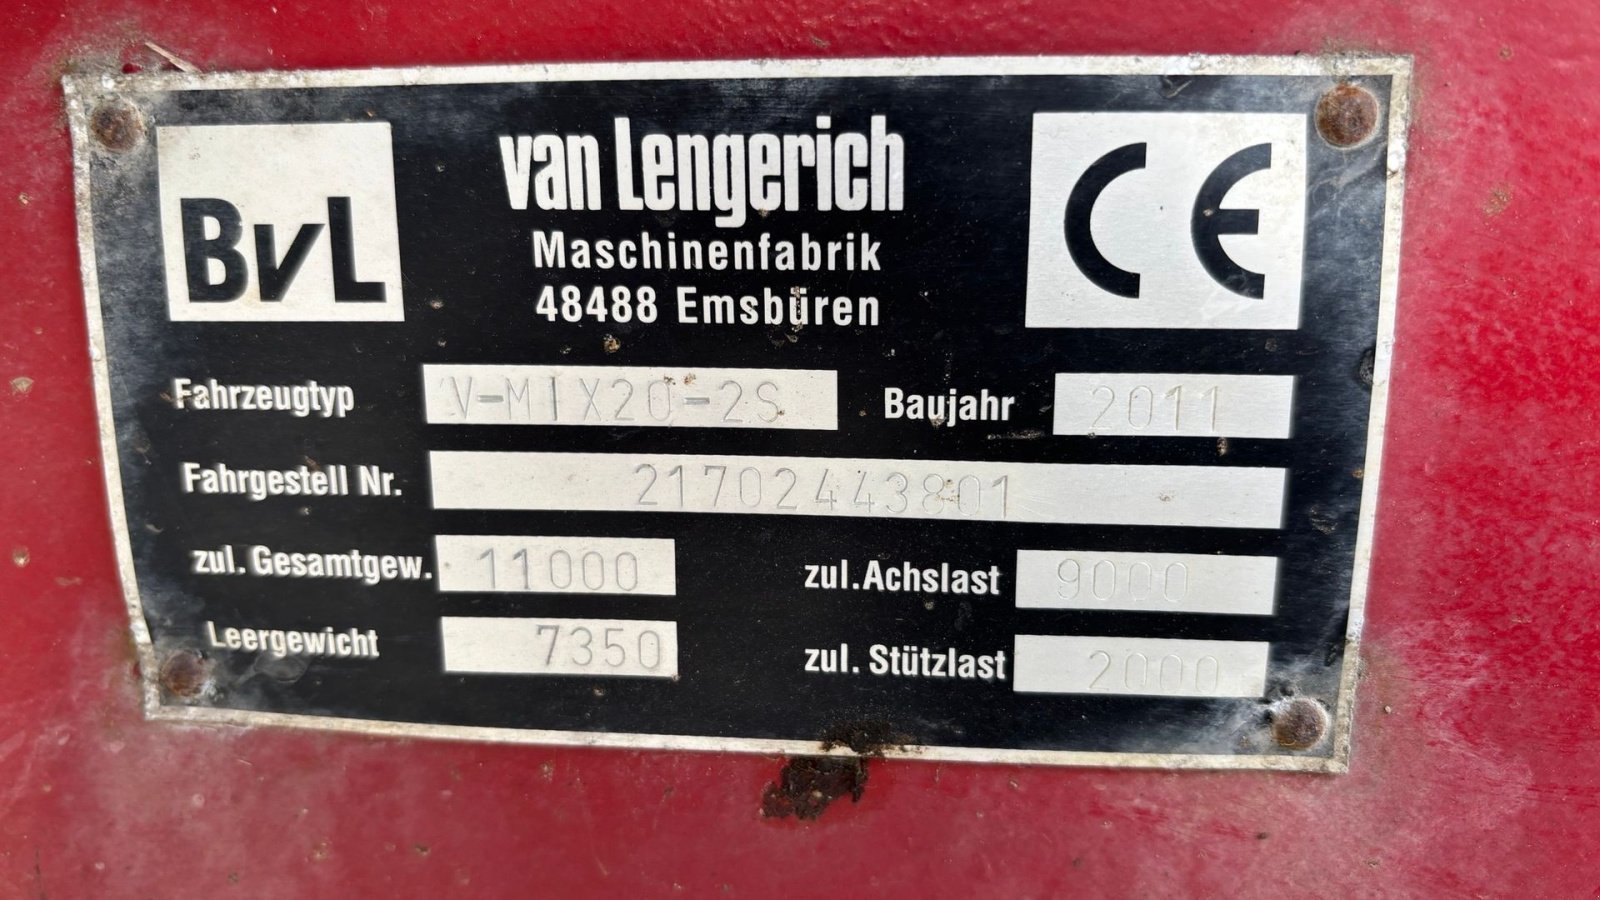 BvL
van Lengerich
Maschinenfabrik
48488 Emsbüren
CE
Fahrzeugtyp V-MIX20-2S Baujahr 2011
Fahrgestell Nr. 21702443801
zul. Gesamtgew. 11000 zul. Achslast 9000
Leergewicht 7350 zul. Stützlast 2000